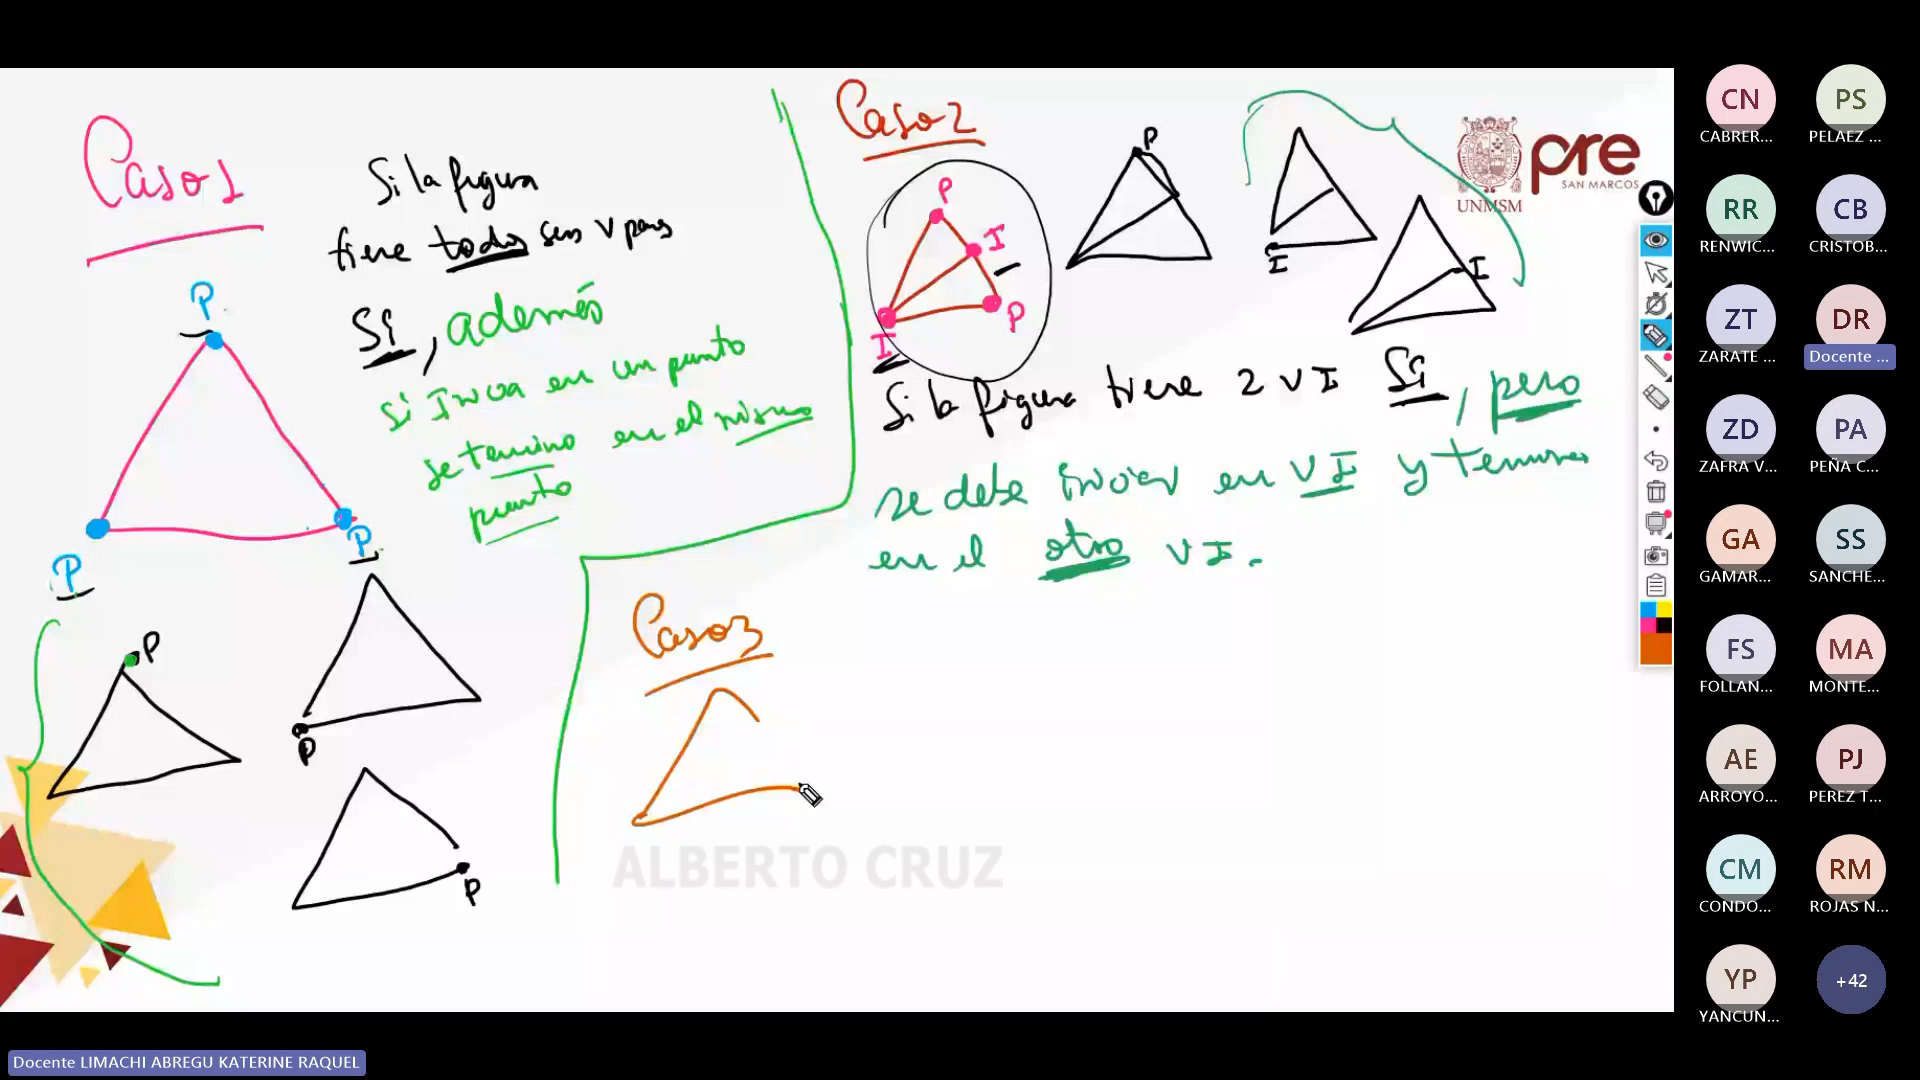 Caso 1
Si la figura
tiene todos sus v pares
Si, además
si inicia en un punto
se termina en el mismo
punto
P
P
P
P
P
P
Caso 2
P
I
P
I
P
I
I
Si la figura tiene 2 V I Si, pero
se debe iniciar en V I y terminar
en el otro V I.
Caso 3
ALBERTO CRUZ
UNMSM
pre
SAN MARCOS
CN
CABRER...
PS
PELAEZ ...
RR
RENWIC...
CB
CRISTOB...
ZT
ZARATE ...
DR
Docente ...
ZD
ZAFRA V...
PA
PEÑA C...
GA
GAMAR...
SS
SANCHE...
FS
FOLLAN...
MA
MONTE...
AE
ARROYO...
PJ
PEREZ T...
CM
CONDO...
RM
ROJAS N...
YP
YANCUN...
+42
Docente LIMACHI ABREGU KATERINE RAQUEL